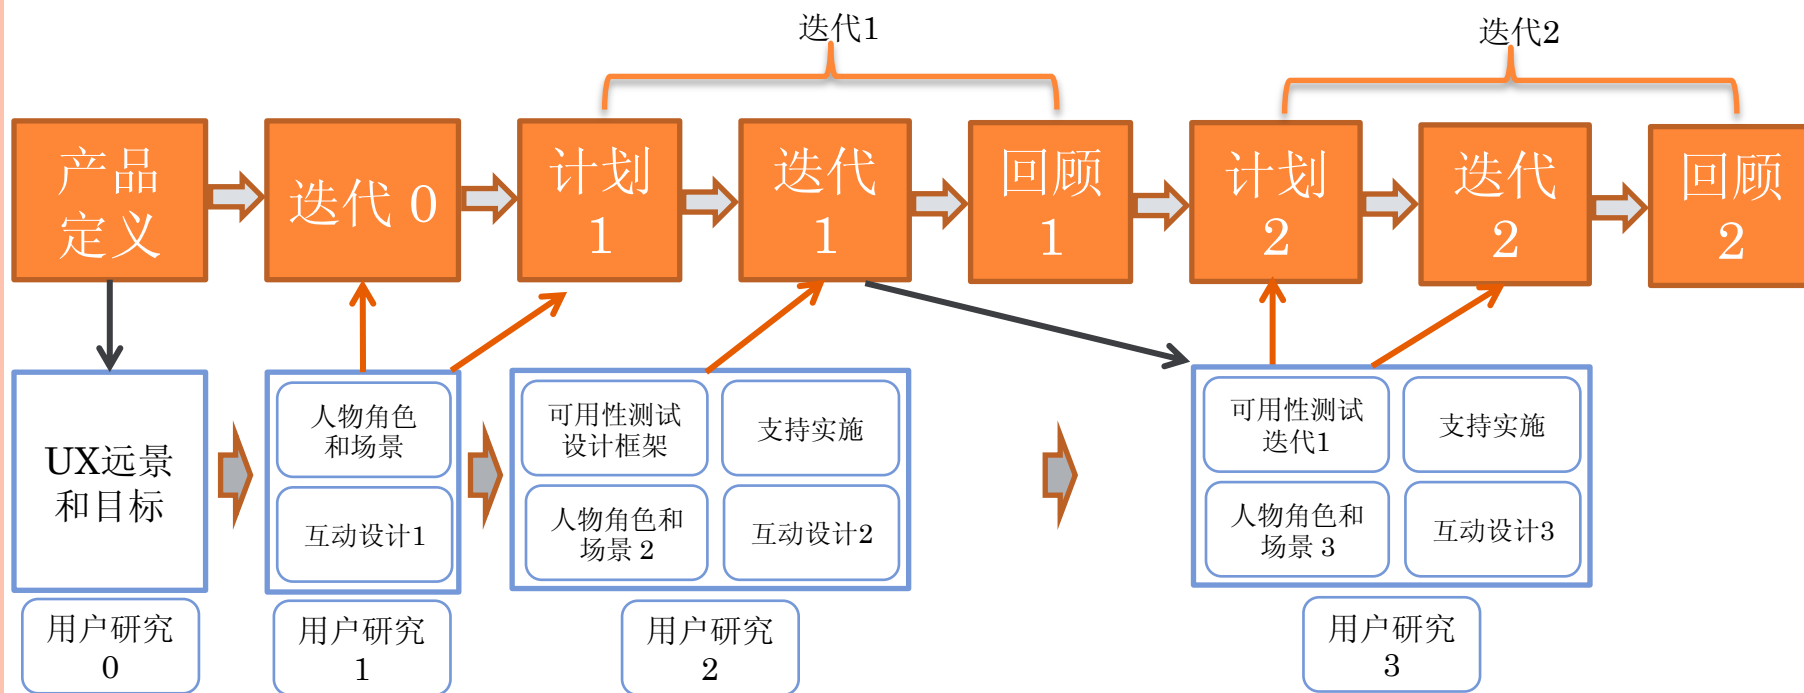 迭代1
迭代2
产品
定义
迭代 0
计划
1
迭代
1
回顾
1
计划
2
迭代
2
回顾
2
UX远景
和目标
人物角色
和场景
互动设计1
可用性测试
设计框架
支持实施
人物角色和
场景 2
互动设计2
可用性测试
迭代1
支持实施
人物角色和
场景 3
互动设计3
用户研究
0
用户研究
1
用户研究
2
用户研究
3